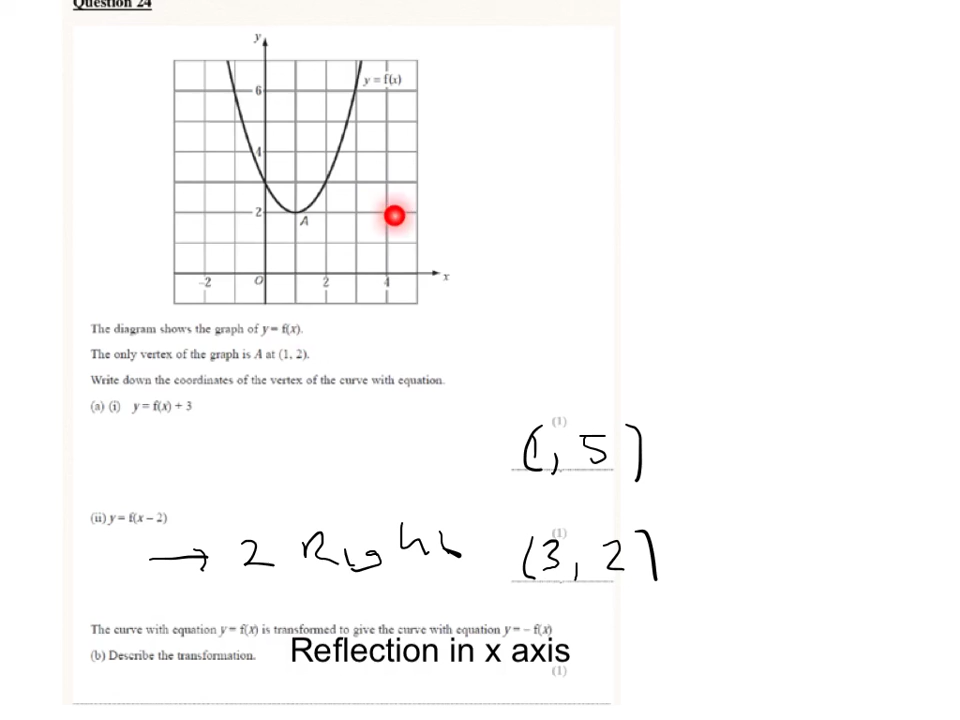 Question 24
y
y = f(x)
6
4
2
A
-2
O
2
4
x
The diagram shows the graph of y = f(x).
The only vertex of the graph is A at (1, 2).
Write down the coordinates of the vertex of the curve with equation.
(a) (i) y = f(x) + 3
(1)
(1, 5)
(ii) y = f(x – 2)
(1)
→ 2 Right (3, 2)
The curve with equation y = f(x) is transformed to give the curve with equation y = – f(x)
(b) Describe the transformation. Reflection in x axis
(1)